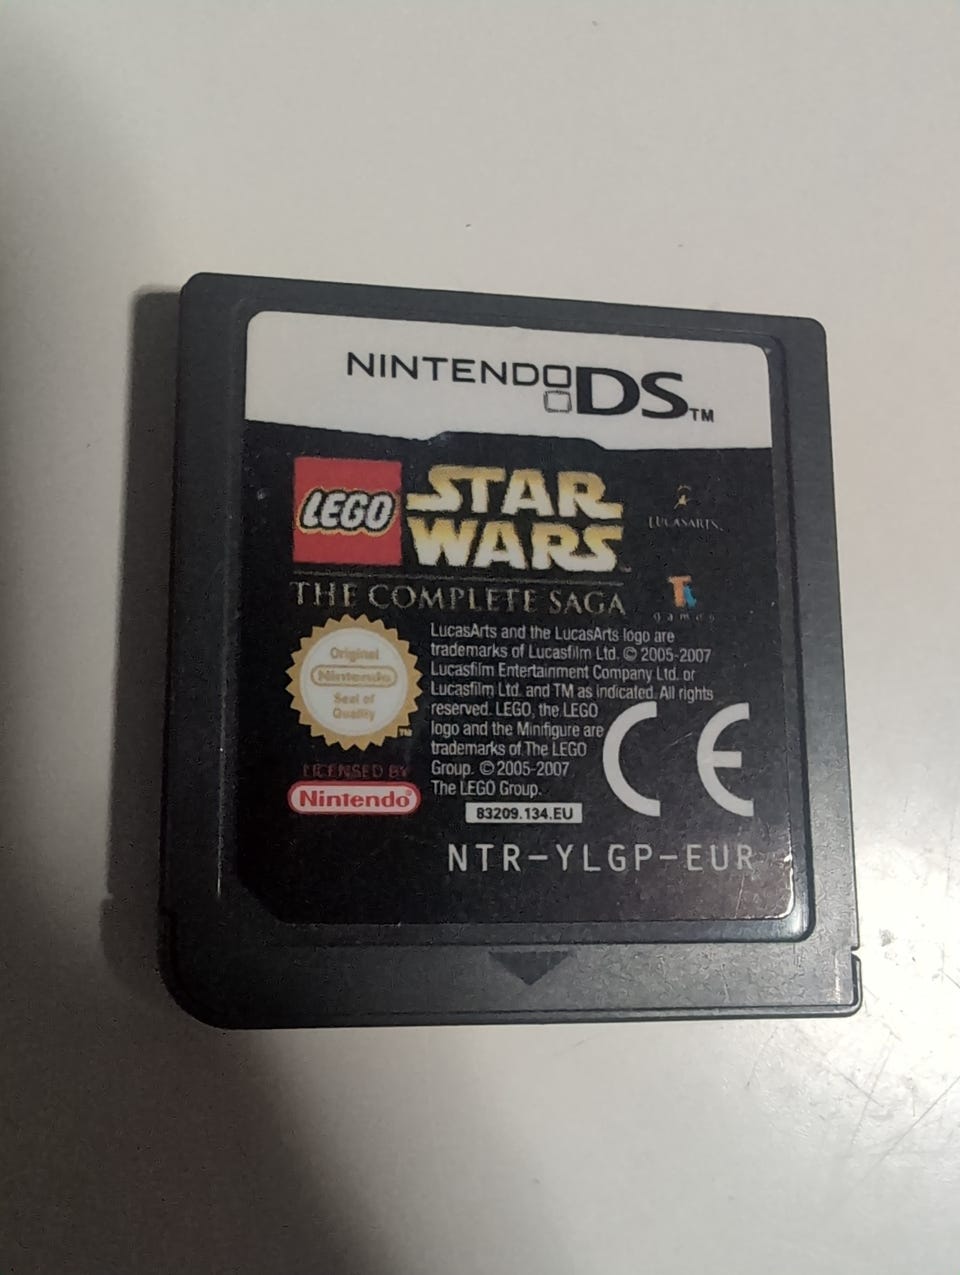 NINTENDO DS™
LEGO STAR WARS™
THE COMPLETE SAGA
LUCASARTS
games
Original
Nintendo
Seal of
Quality
™
LICENSED BY
Nintendo®
LucasArts and the LucasArts logo are
trademarks of Lucasfilm Ltd. © 2005-2007
Lucasfilm Entertainment Company Ltd. or
Lucasfilm Ltd. and TM as indicated. All rights
reserved. LEGO, the LEGO
logo and the Minifigure are
trademarks of The LEGO
Group. © 2005-2007
The LEGO Group.
CE
83209.134.EU
NTR-YLGP-EUR